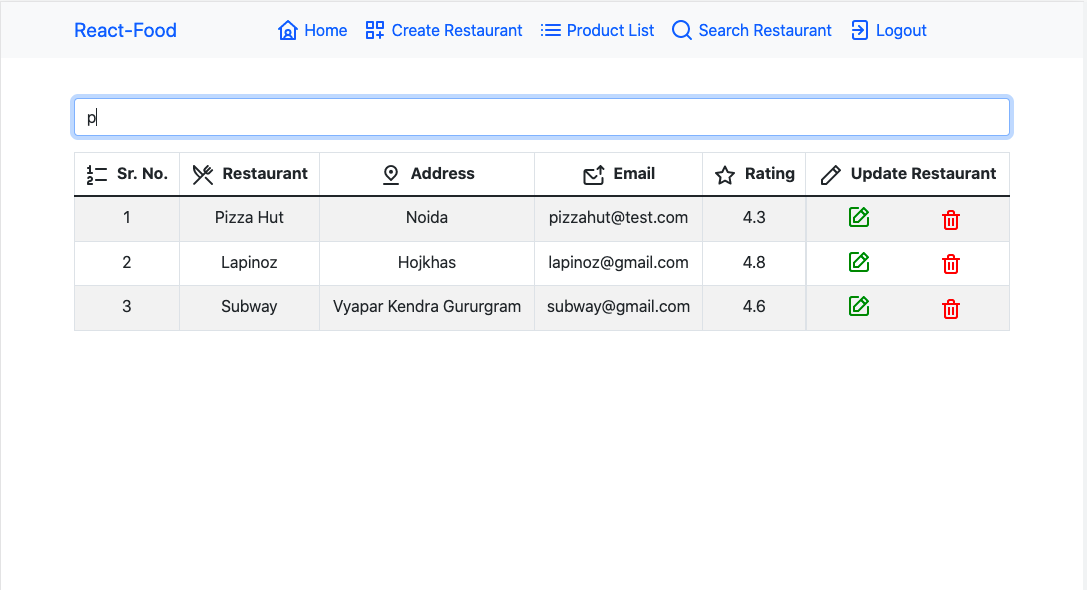 React-Food Home Create Restaurant Product List Search Restaurant Logout
p
Sr. No. Restaurant Address Email Rating Update Restaurant
1 Pizza Hut Noida pizzahut@test.com 4.3
2 Lapinoz Hojkhas lapinoz@gmail.com 4.8
3 Subway Vyapar Kendra Gururgram subway@gmail.com 4.6